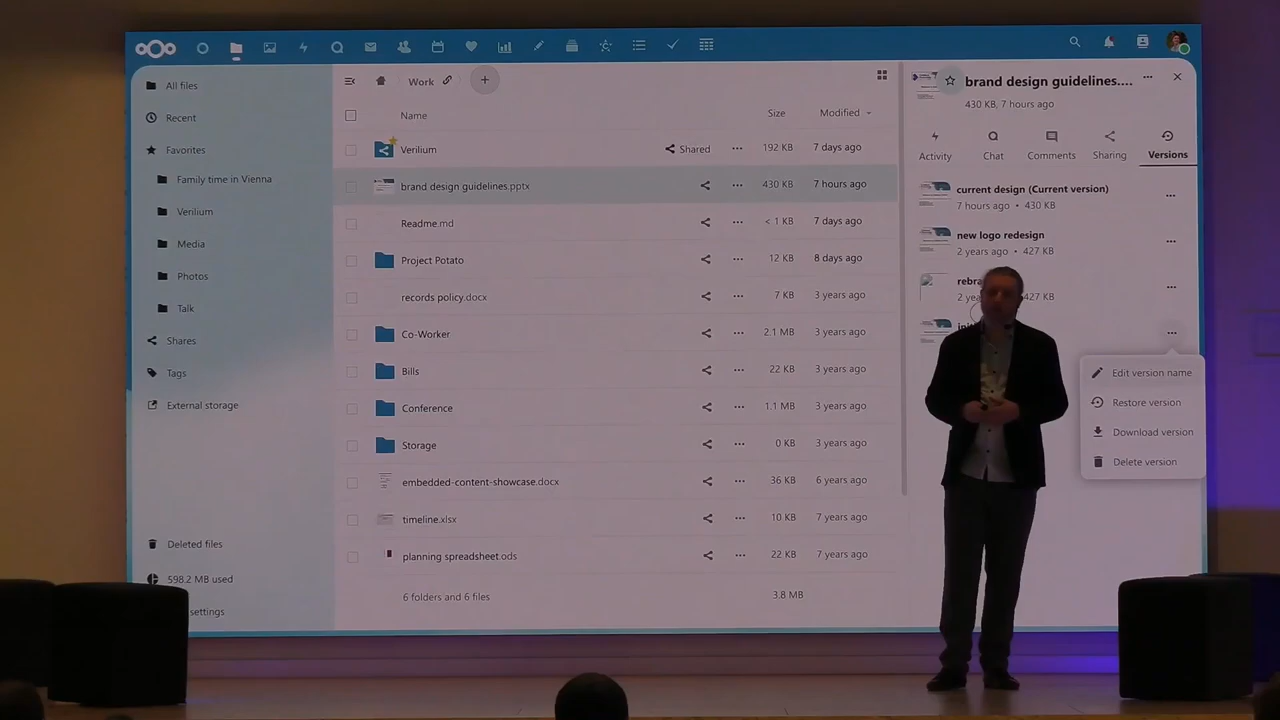 All files
Recent
Favorites
Family time in Vienna
Verilium
Media
Photos
Talk
Shares
Tags
External storage
Deleted files
598.2 MB used
settings
Work
Name Size Modified
Verilium Shared 192 KB 7 days ago
brand design guidelines.pptx 430 KB 7 hours ago
Readme.md < 1 KB 7 days ago
Project Potato 12 KB 8 days ago
records policy.docx 7 KB 3 years ago
Co-Worker 2.1 MB 3 years ago
Bills 22 KB 3 years ago
Conference 1.1 MB 3 years ago
Storage 0 KB 3 years ago
embedded-content-showcase.docx 36 KB 6 years ago
timeline.xlsx 10 KB 7 years ago
planning spreadsheet.ods 22 KB 7 years ago
6 folders and 6 files 3.8 MB
brand design guidelines....
430 KB, 7 hours ago
Activity Chat Comments Sharing Versions
current design (Current version)
7 hours ago • 430 KB
new logo redesign
2 years ago • 427 KB
rebra
2 yea 427 KB
Edit version name
Restore version
Download version
Delete version